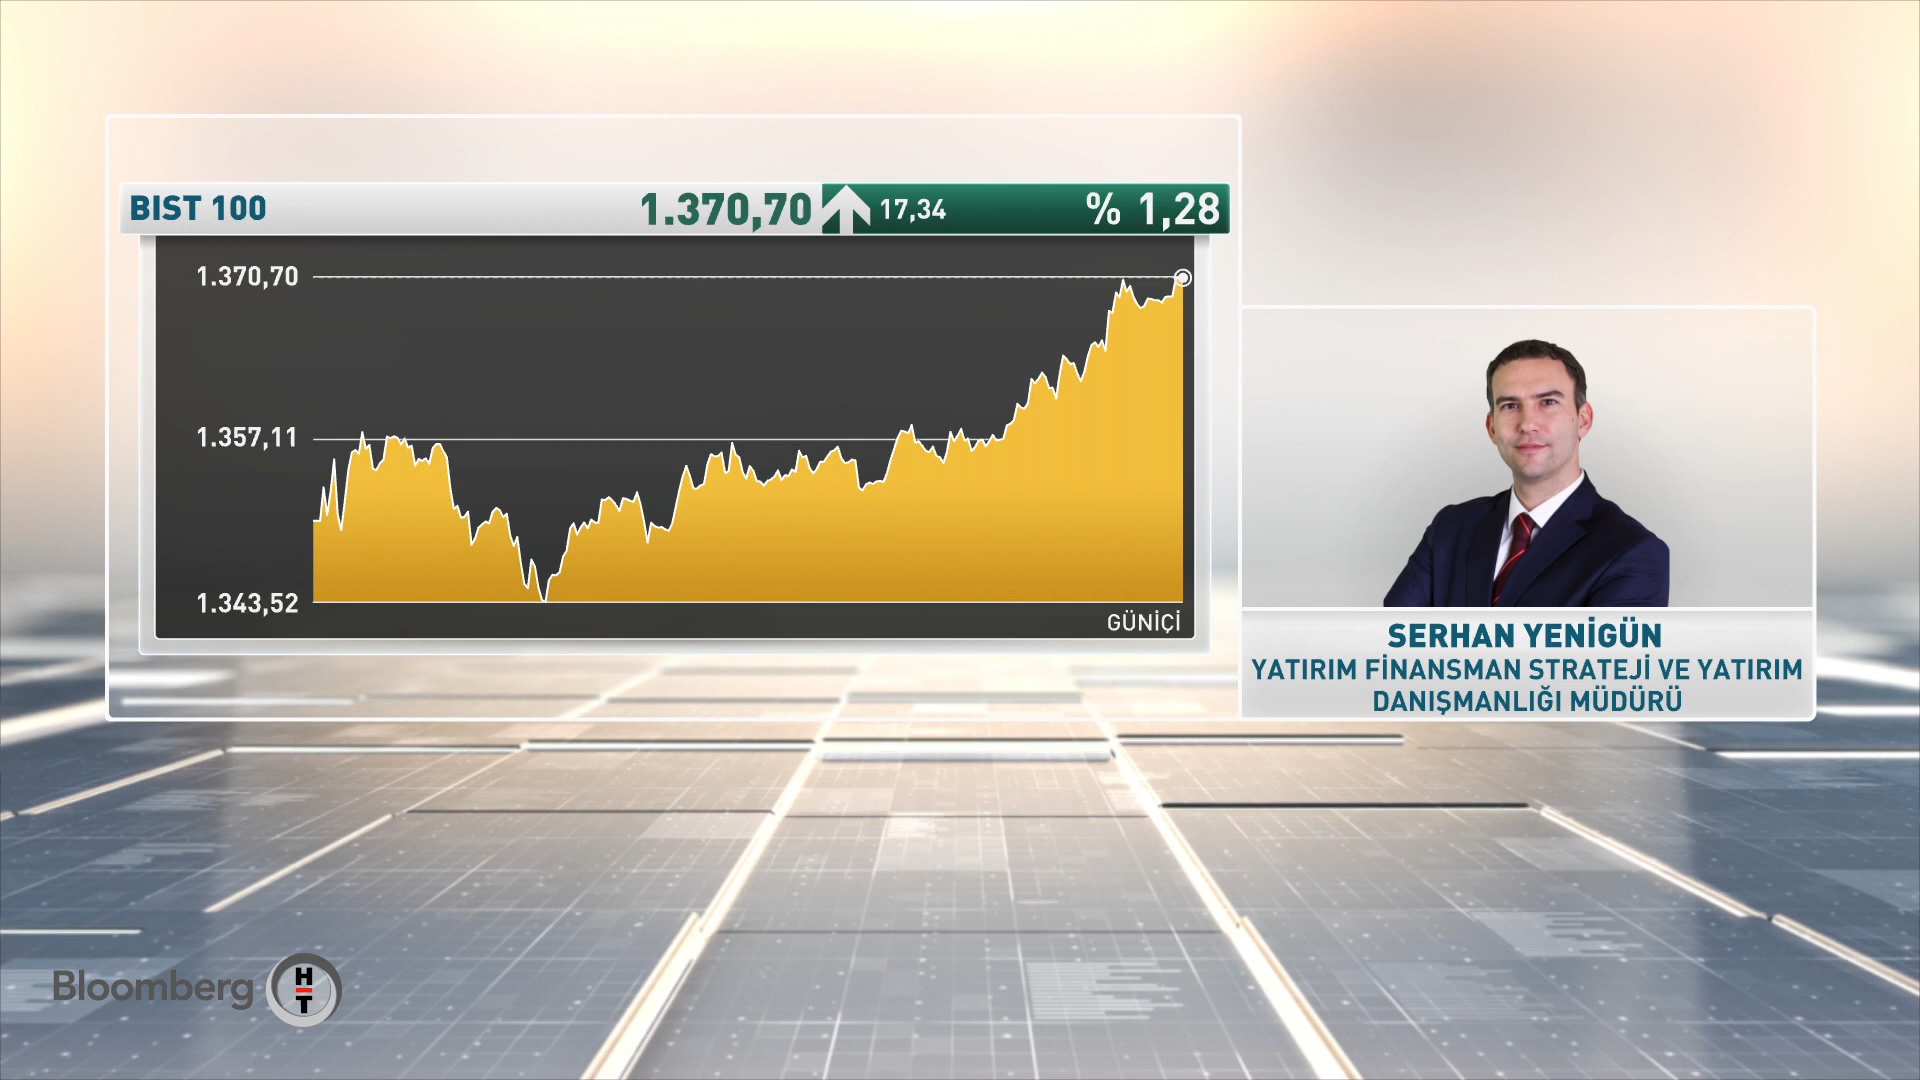 BIST 100 1.370,70 17,34 % 1,28
1.370,70
1.357,11
1.343,52
GÜNİÇİ
SERHAN YENİGÜN
YATIRIM FİNANSMAN STRATEJİ VE YATIRIM
DANIŞMANLIĞI MÜDÜRÜ
Bloomberg HT